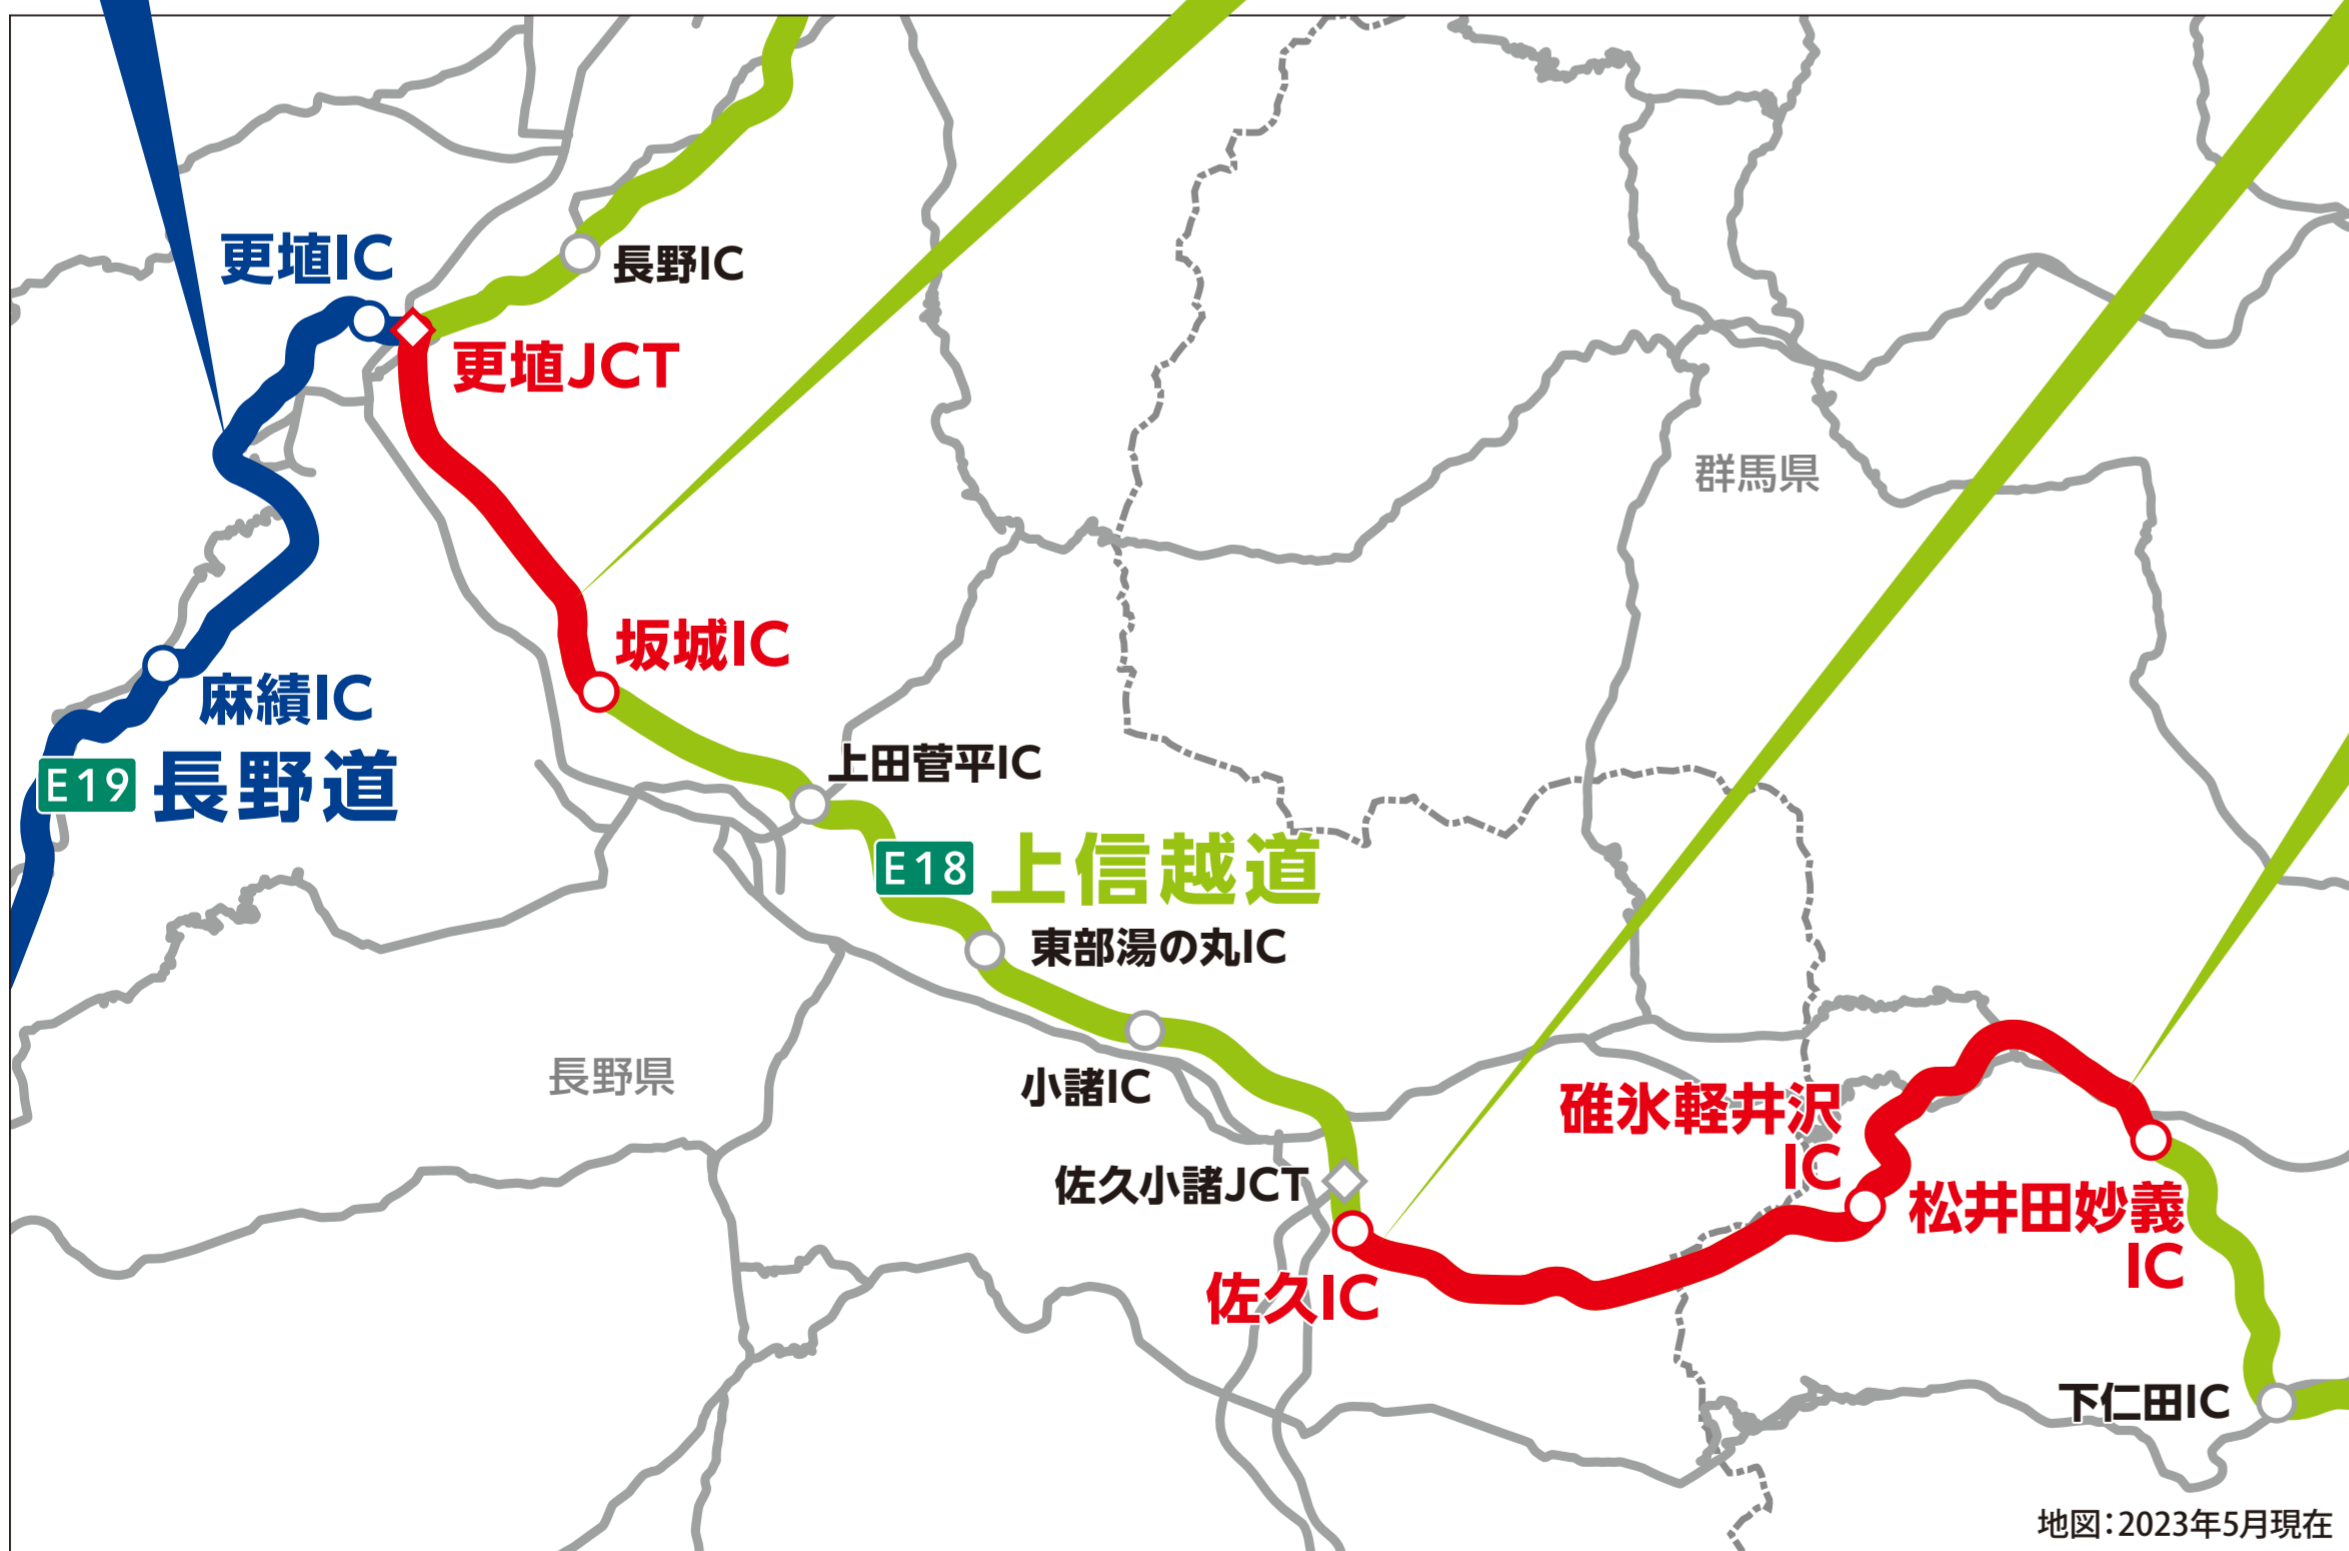 更埴IC
長野IC
更埴JCT
群馬県
坂城IC
麻績IC
上田菅平IC
E19 長野道
E18 上信越道
東部湯の丸IC
長野県
小諸IC
碓氷軽井沢
IC
佐久小諸JCT
松井田妙義
IC
佐久IC
下仁田IC
地図：2023年5月現在